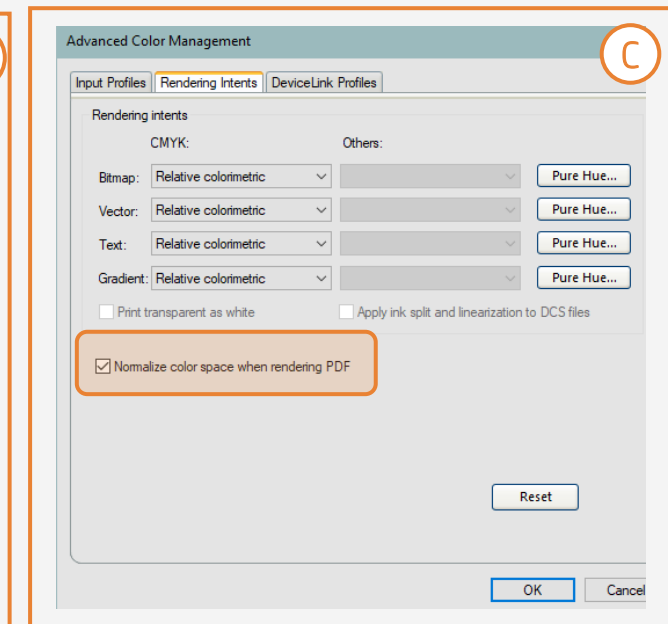 Advanced Color Management
C
Input Profiles Rendering Intents DeviceLink Profiles
Rendering intents
CMYK: Others:
Bitmap: Relative colorimetric Pure Hue...
Vector: Relative colorimetric Pure Hue...
Text: Relative colorimetric Pure Hue...
Gradient: Relative colorimetric Pure Hue...
Print transparent as white Apply ink split and linearization to DCS files
Normalize color space when rendering PDF
Reset
OK Cancel